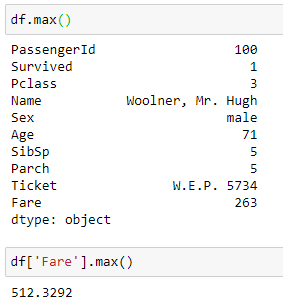 df.max()
PassengerId 100
Survived 1
Pclass 3
Name Woolner, Mr. Hugh
Sex male
Age 71
SibSp 5
Parch 5
Ticket W.E.P. 5734
Fare 263
dtype: object
df['Fare'].max()
512.3292